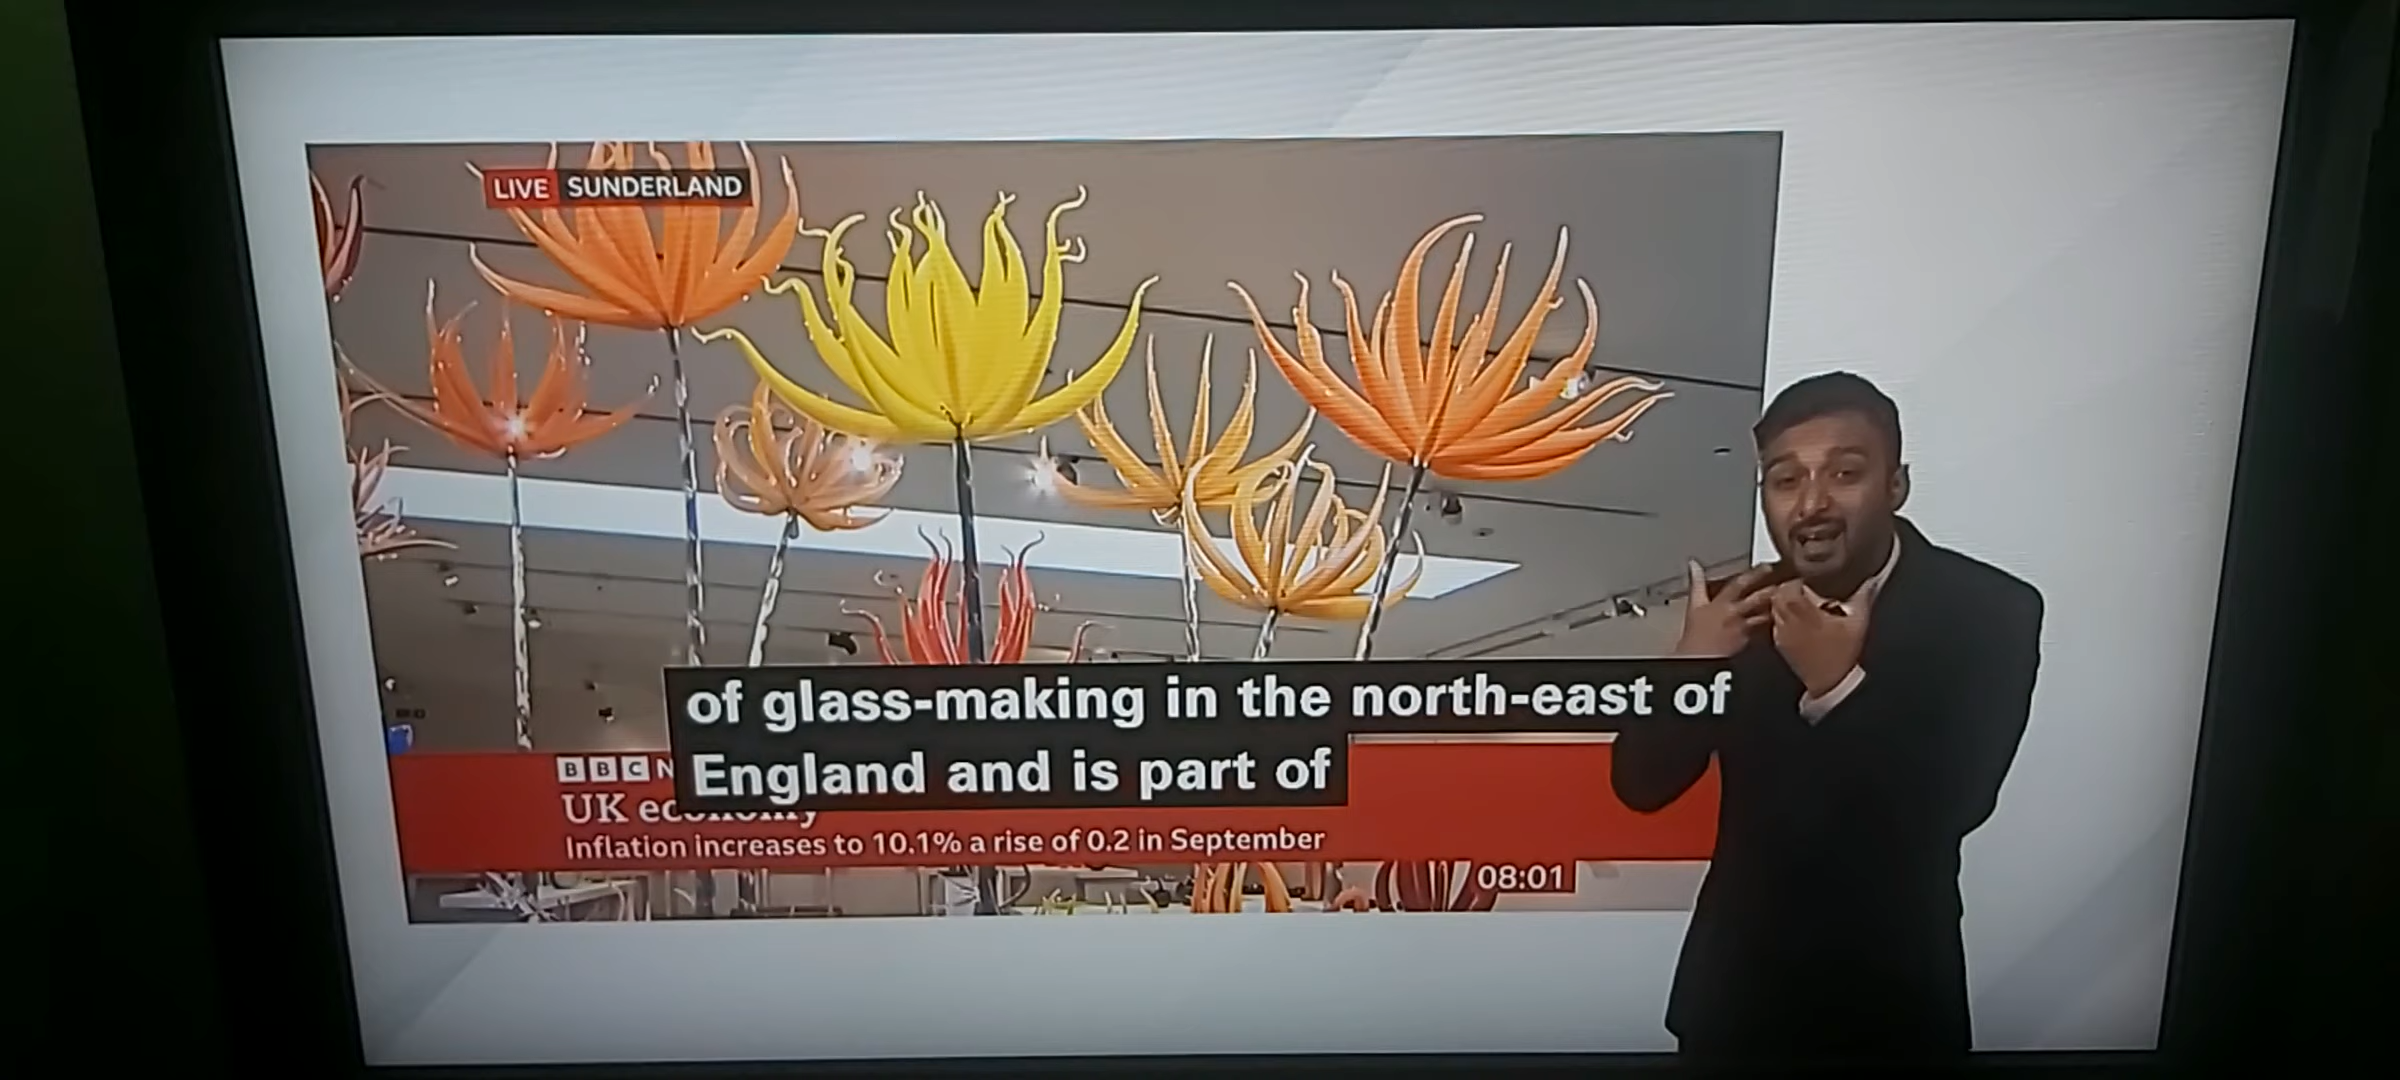 LIVE SUNDERLAND
of glass-making in the north-east of
England and is part of
BBC N
UK economy
Inflation increases to 10.1% a rise of 0.2 in September
08:01